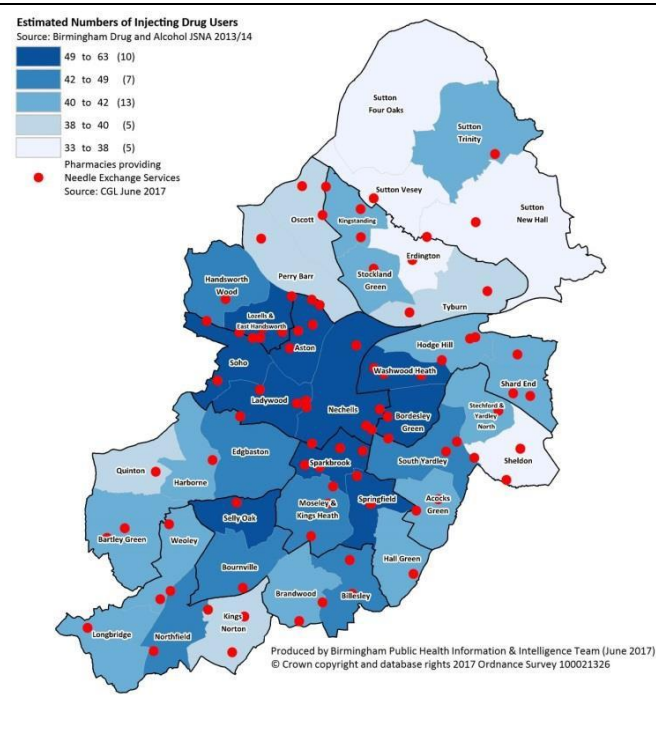 Estimated Numbers of Injecting Drug Users
Source: Birmingham Drug and Alcohol JSNA 2013/14
49 to 63 (10)
42 to 49 (7)
40 to 42 (13)
38 to 40 (5)
33 to 38 (5)
Pharmacies providing
Needle Exchange Services
Source: CGL June 2017
Sutton
Four Oaks
Sutton
Trinity
Sutton Vesey
Sutton
New Hall
Oscott
Kingstanding
Erdington
Perry Barr
Stockland
Green
Handsworth
Wood
Tyburn
Lozells &
East Handsworth
Aston
Hodge Hill
Soho
Washwood Heath
Shard End
Ladywood
Nechells
Stechford &
Yardley
North
Bordesley
Green
Edgbaston
Sparkbrook
South Yardley
Sheldon
Quinton
Harborne
Selly Oak
Moseley &
Kings Heath
Springfield
Acocks
Green
Bartley Green
Weoley
Bournville
Hall Green
Brandwood
Billesley
Longbridge
Northfield
Kings
Norton
Produced by Birmingham Public Health Information & Intelligence Team (June 2017)
© Crown copyright and database rights 2017 Ordnance Survey 100021326